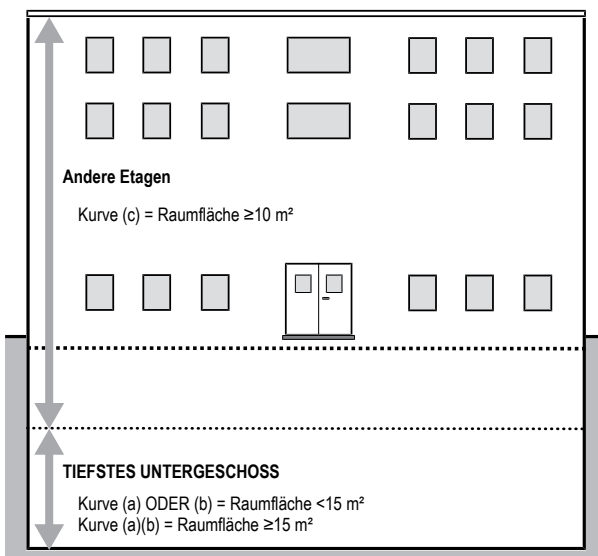 Andere Etagen
Kurve (c) = Raumfläche ≥10 m²
TIEFSTES UNTERGESCHOSS
Kurve (a) ODER (b) = Raumfläche <15 m²
Kurve (a)(b) = Raumfläche ≥15 m²